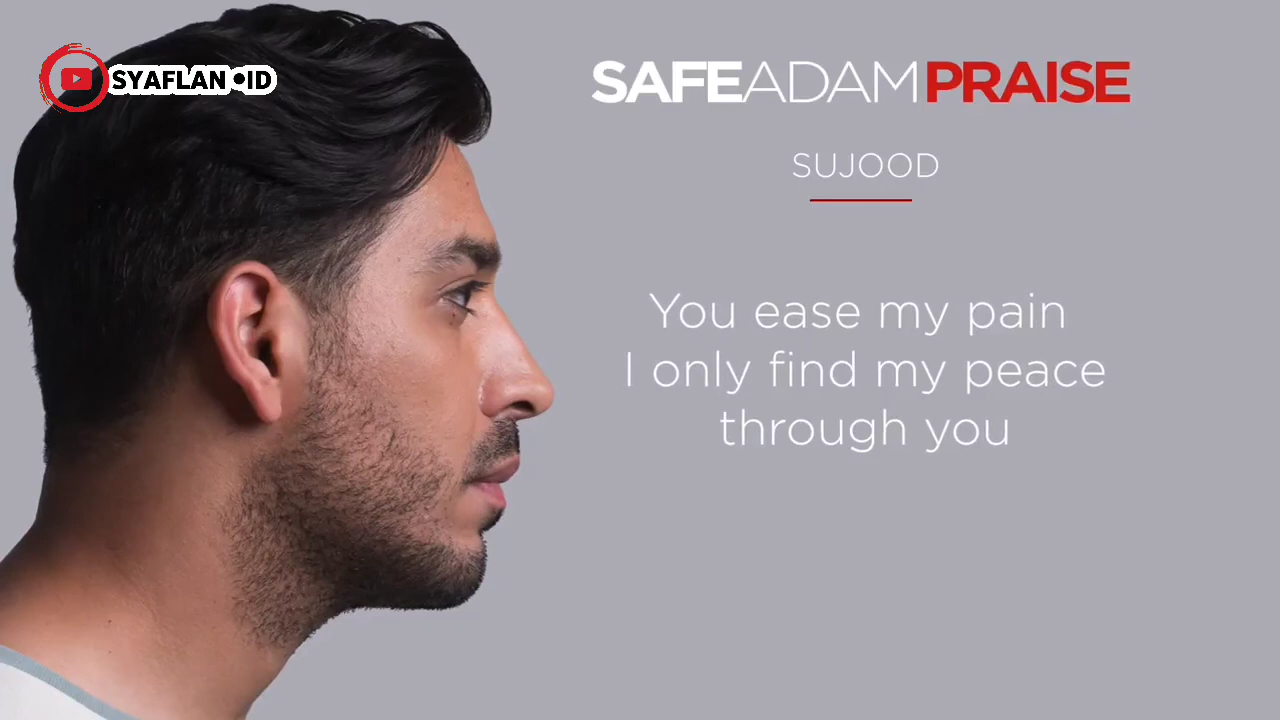 SYAFLAN•ID
SAFEADAMPRAISE
SUJOOD
You ease my pain
I only find my peace
through you